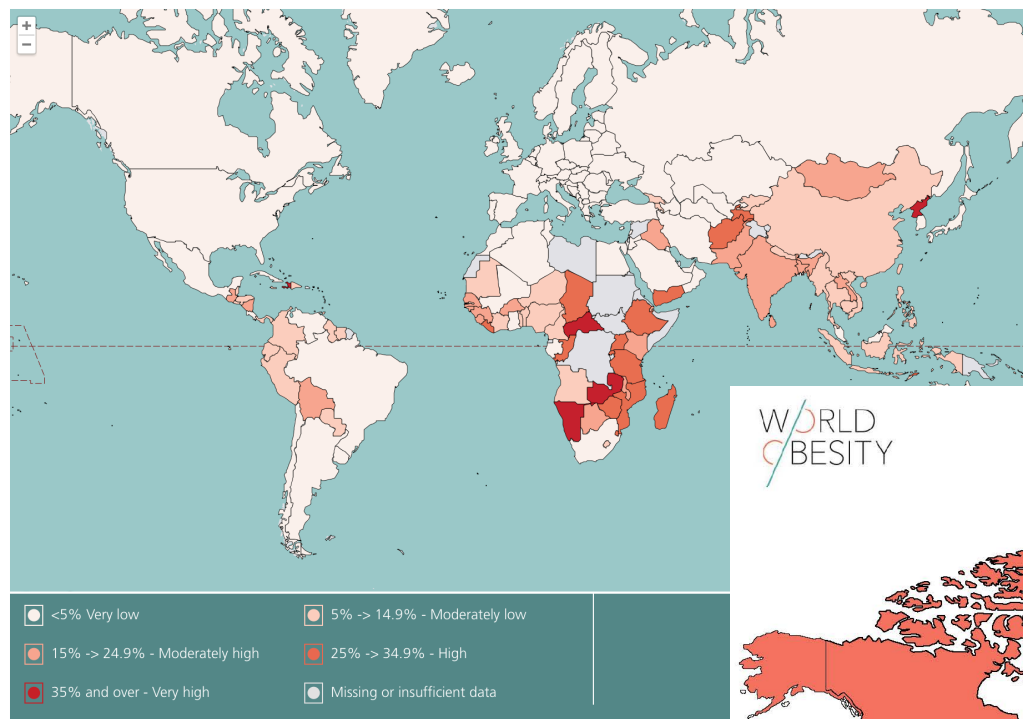 +
−
WORLD
OBESITY
<5% Very low
5% -> 14.9% - Moderately low
15% -> 24.9% - Moderately high
25% -> 34.9% - High
35% and over - Very high
Missing or insufficient data